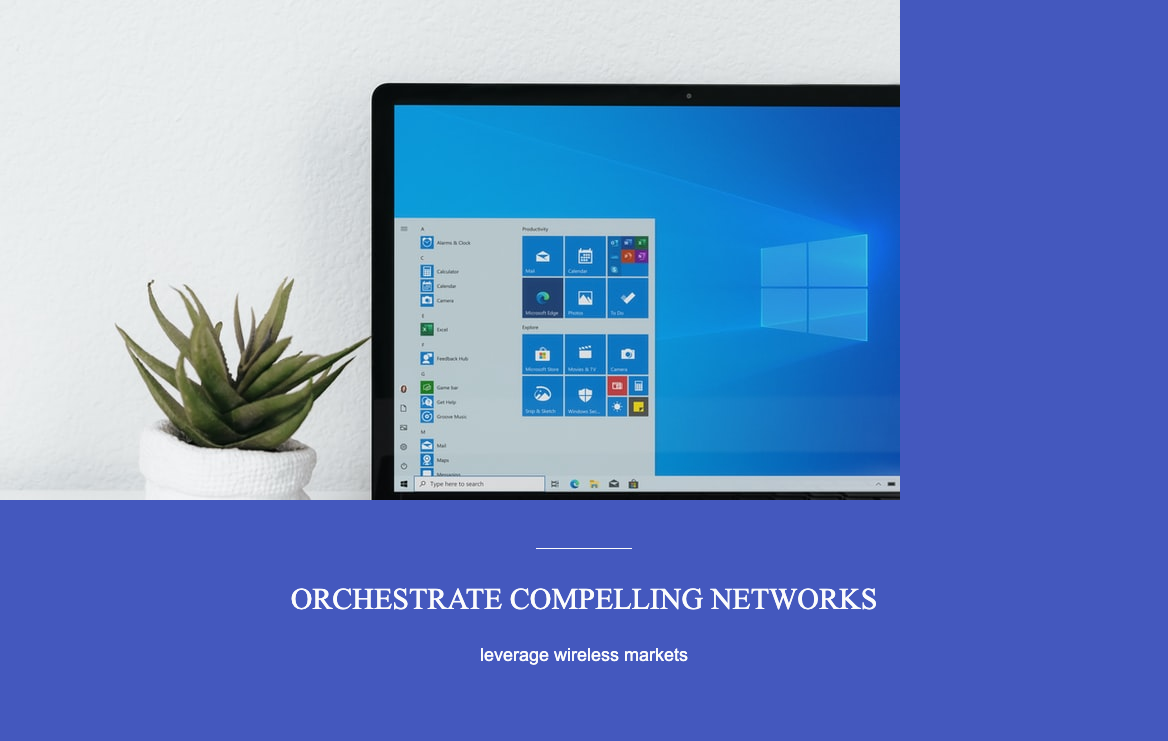 Productivity
A
Alarms & Clock
C
Calculator
Calendar
Camera
E
Excel
F
Feedback Hub
G
Game bar
Get Help
Groove Music
M
Mail
Maps
Messaging
Mail
Calendar
Microsoft Edge
Photos
To Do
Explore
Microsoft Store
Movies & TV
Camera
Snip & Sketch
Windows Sec...
Type here to search
ORCHESTRATE COMPELLING NETWORKS
leverage wireless markets